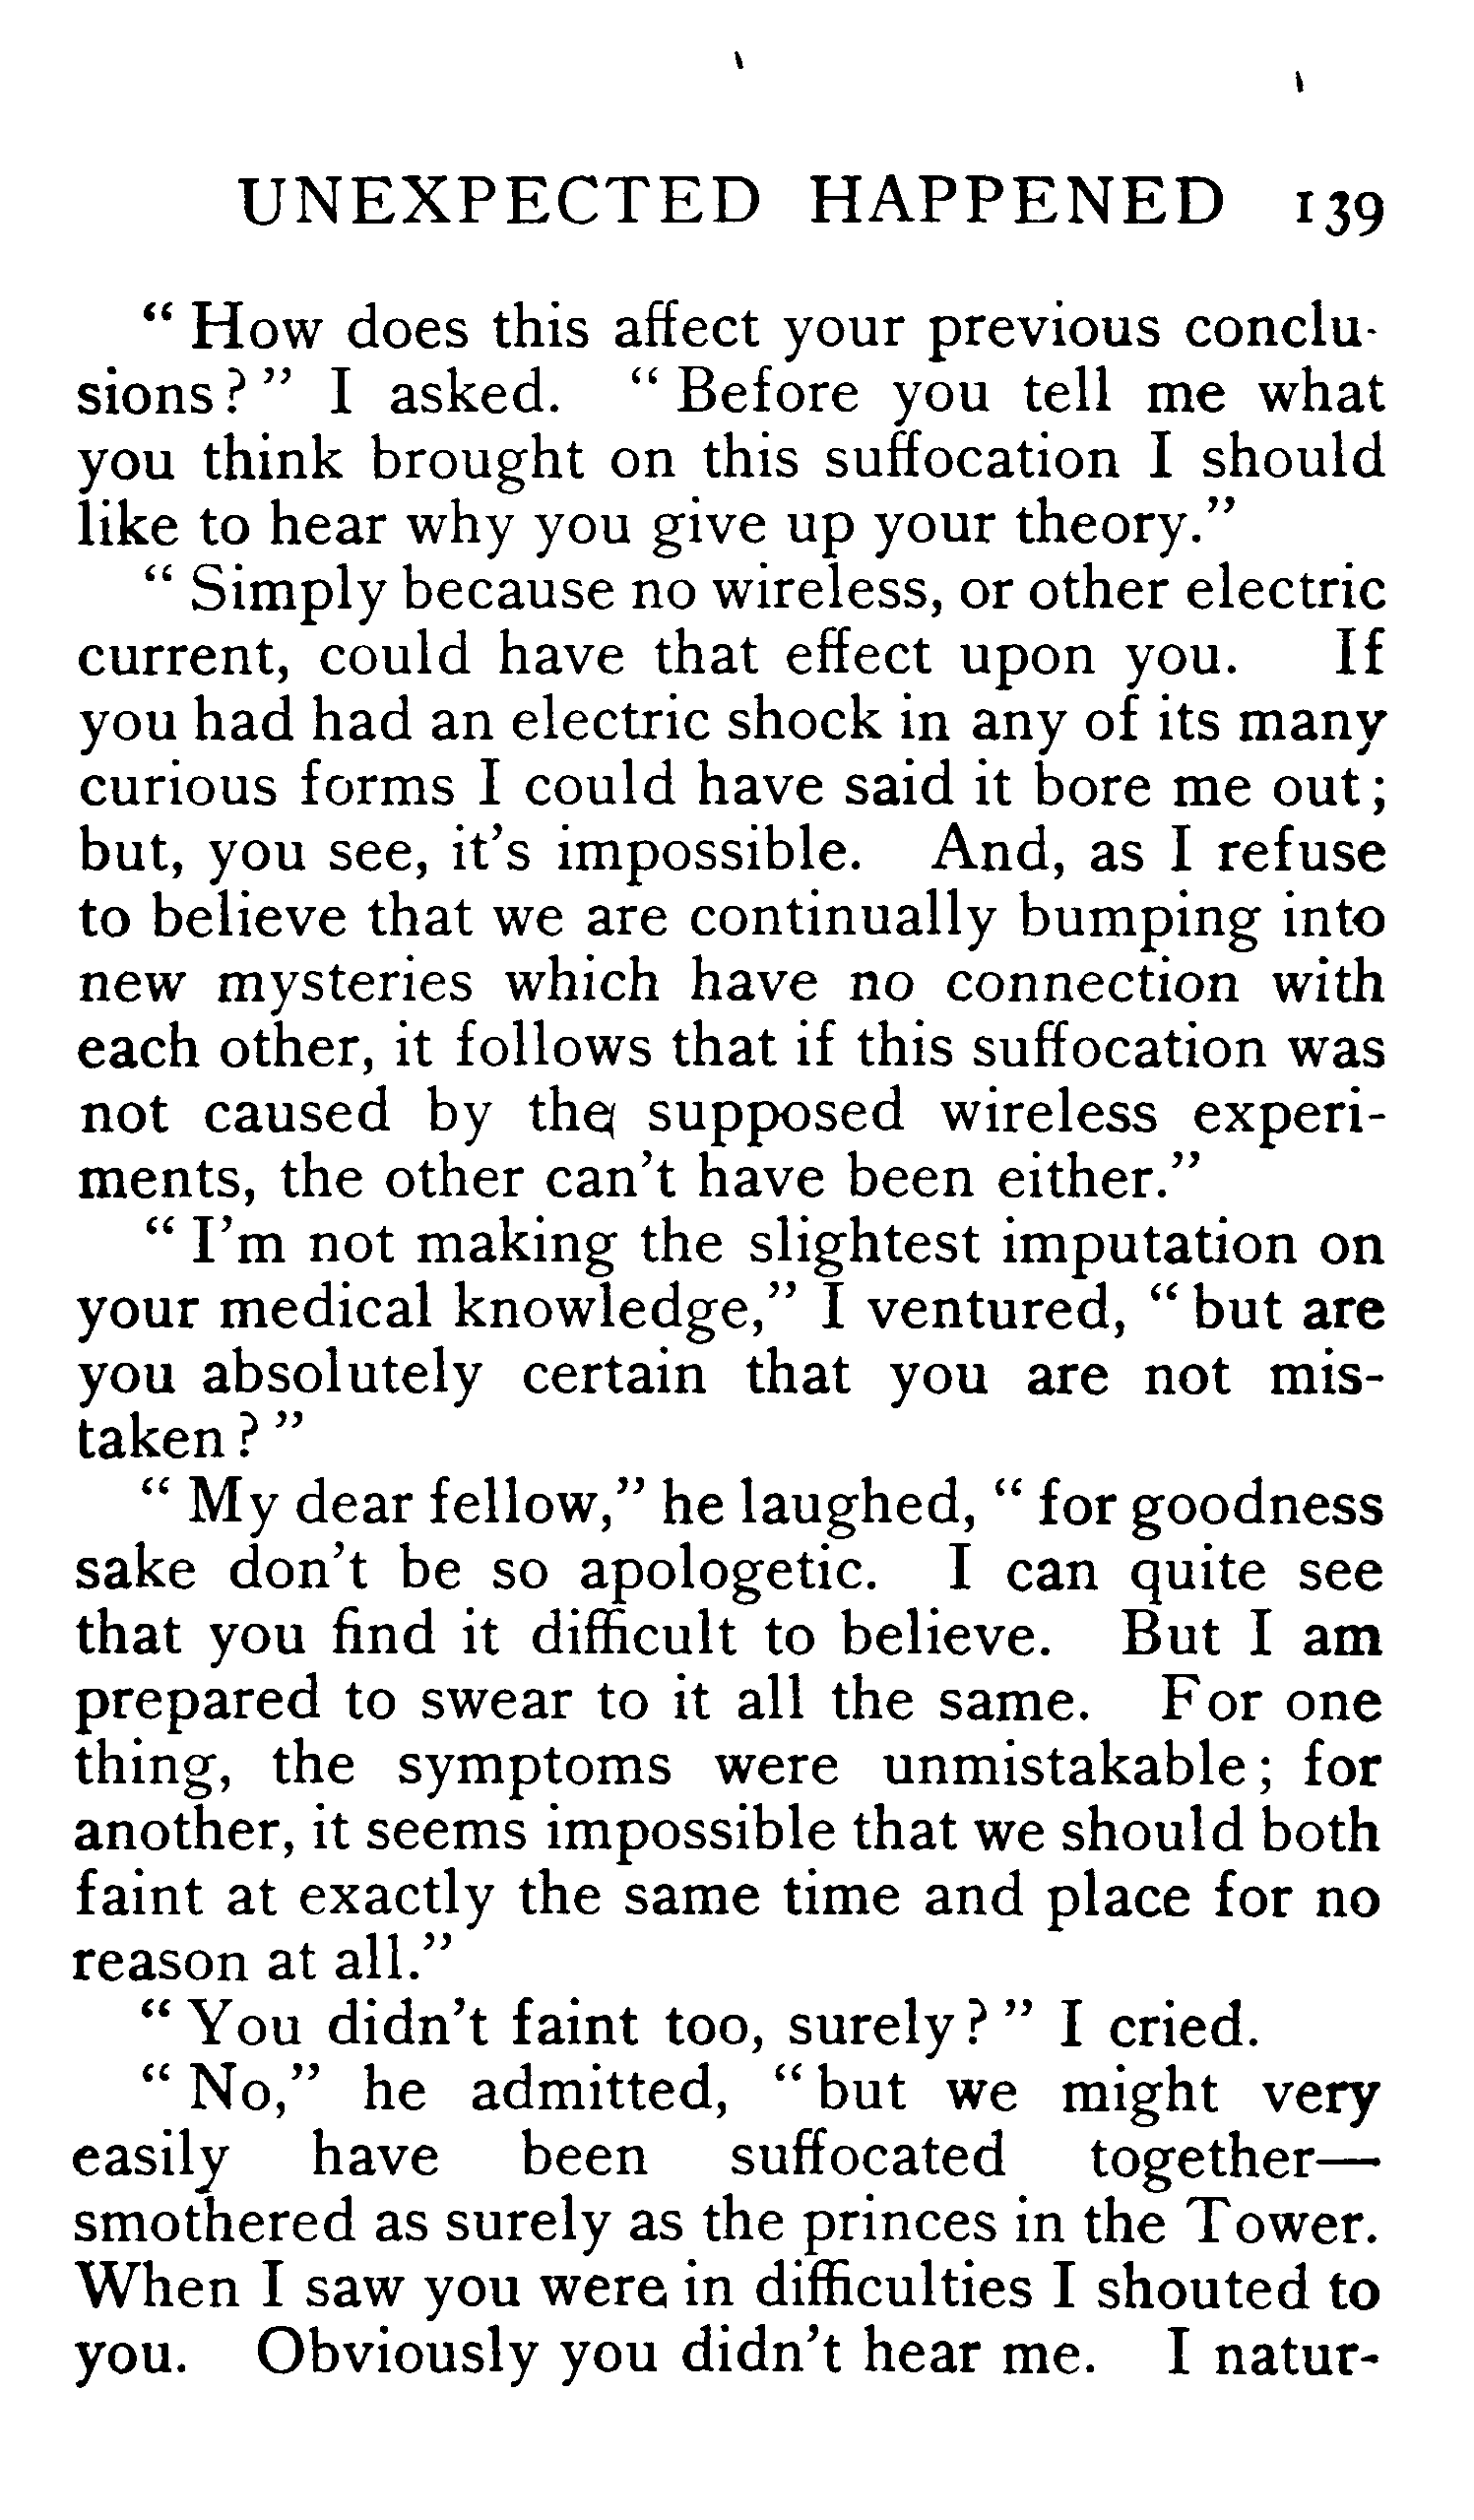 UNEXPECTED HAPPENED 139
“ How does this affect your previous conclu-
sions ? ” I asked. “ Before you tell me what
you think brought on this suffocation I should
like to hear why you give up your theory.”
“ Simply because no wireless, or other electric
current, could have that effect upon you. If
you had had an electric shock in any of its many
curious forms I could have said it bore me out ;
but, you see, it’s impossible. And, as I refuse
to believe that we are continually bumping into
new mysteries which have no connection with
each other, it follows that if this suffocation was
not caused by the supposed wireless experi-
ments, the other can’t have been either.”
“ I’m not making the slightest imputation on
your medical knowledge,” I ventured, “ but are
you absolutely certain that you are not mis-
taken ? ”
“ My dear fellow,” he laughed, “ for goodness
sake don’t be so apologetic. I can quite see
that you find it difficult to believe. But I am
prepared to swear to it all the same. For one
thing, the symptoms were unmistakable ; for
another, it seems impossible that we should both
faint at exactly the same time and place for no
reason at all.”
“ You didn’t faint too, surely ? ” I cried.
“ No,” he admitted, “ but we might very
easily have been suffocated together—
smothered as surely as the princes in the Tower.
When I saw you were in difficulties I shouted to
you. Obviously you didn’t hear me. I natur-